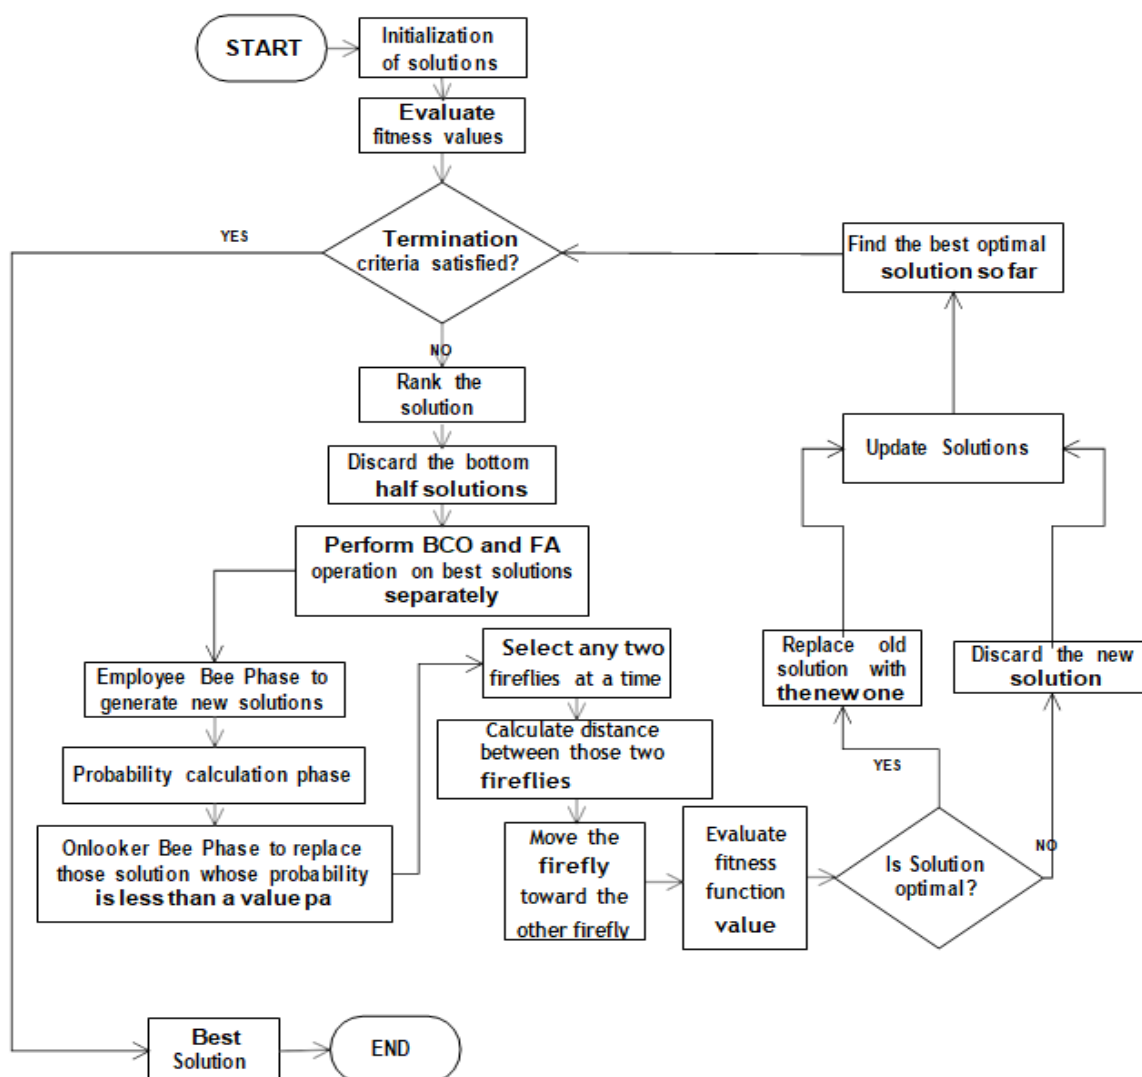 START
Initialization
of solutions
Evaluate
fitness values
YES
Termination
criteria satisfied?
Find the best optimal
solution so far
NO
Rank the
solution
Discard the bottom
half solutions
Update Solutions
Perform BCO and FA
operation on best solutions
separately
Employee Bee Phase to
generate new solutions
Probability calculation phase
Onlooker Bee Phase to replace
those solution whose probability
is less than a value pa
Select any two
fireflies at a time
Calculate distance
between those two
fireflies
Move the
firefly
toward the
other firefly
Evaluate
fitness
function
value
Is Solution
optimal?
YES
Replace old
solution with
the new one
NO
Discard the new
solution
Best
Solution
END